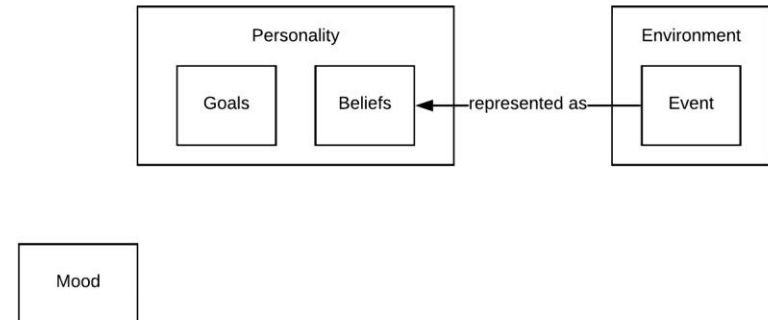 Personality
Environment
Goals
Beliefs
represented as
Event
Mood